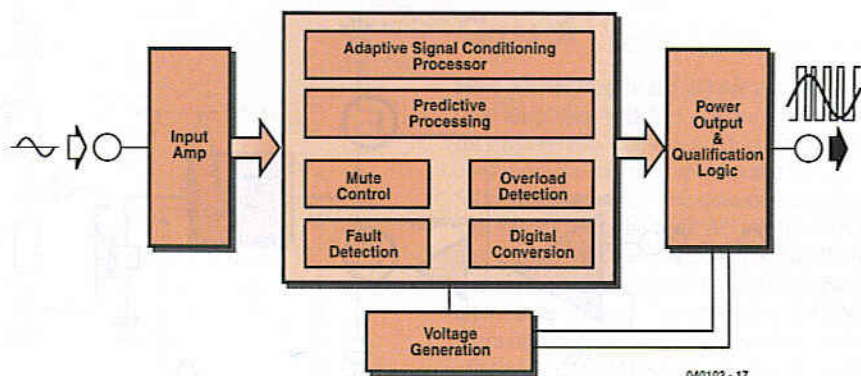 Adaptive Signal Conditioning
Processor
Predictive
Processing
Input
Amp
Mute
Control
Overload
Detection
Fault
Detection
Digital
Conversion
Power
Output
&
Qualification
Logic
Voltage
Generation